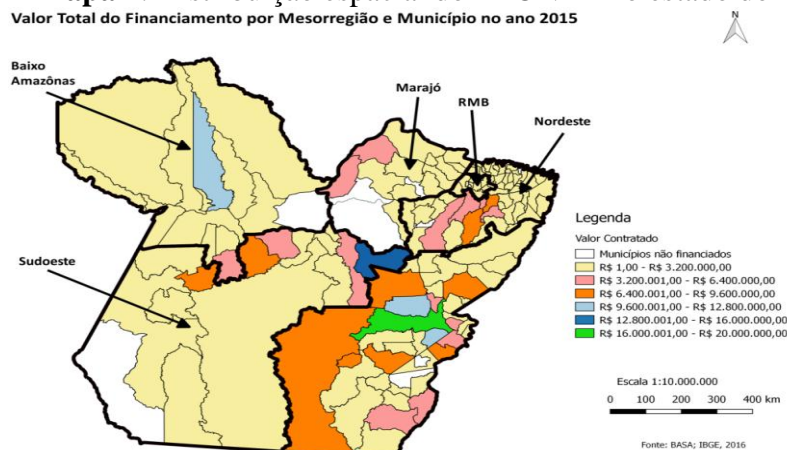 Valor Total do Financiamento por Mesorregião e Município no ano 2015
N
Baixo
Amazônas
Marajó
RMB
Nordeste
Sudoeste
Legenda
Valor Contratado
Municípios não financiados
R$ 1,00 - R$ 3.200.000,00
R$ 3.200.001,00 - R$ 6.400.000,00
R$ 6.400.001,00 - R$ 9.600.000,00
R$ 9.600.001,00 - R$ 12.800.000,00
R$ 12.800.001,00 - R$ 16.000.000,00
R$ 16.000.001,00 - R$ 20.000.000,00
Escala 1:10.000.000
0 100 200 300 400 km
Fonte: BASA; IBGE, 2016